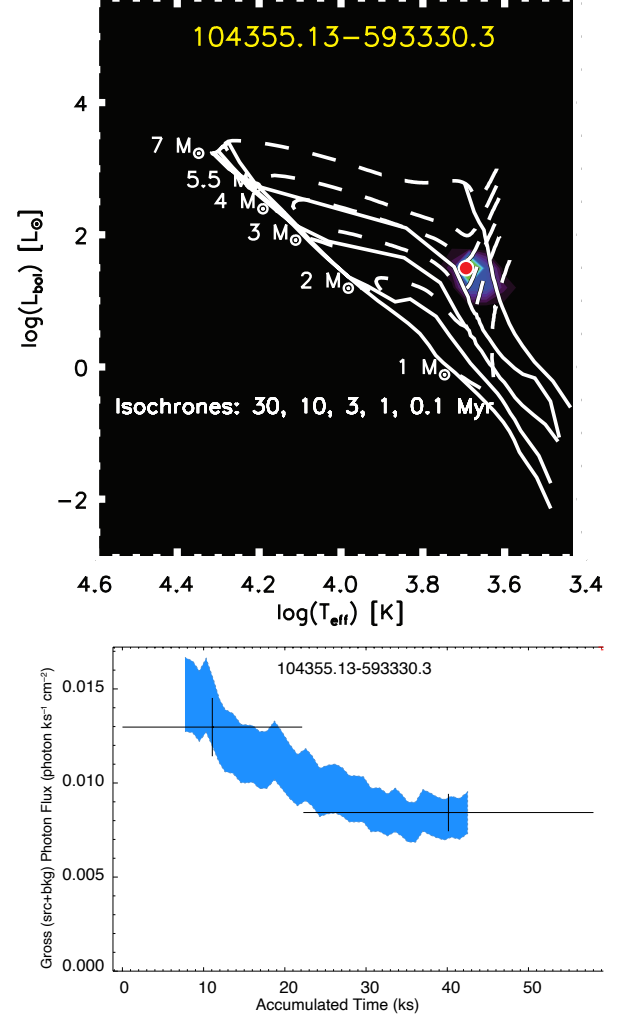 104355.13−593330.3
4
7 M⊙
5.5 M
4 M⊙
2
3 M⊙
2 M⊙
0
1 M⊙
Isochrones: 30, 10, 3, 1, 0.1 Myr
−2
log(Lbol) [L⊙]
4.6 4.4 4.2 4.0 3.8 3.6 3.4
log(Teff) [K]
104355.13-593330.3
0.015
0.010
0.005
0.000
Gross (src+bkg) Photon Flux (photon ks−1 cm−2)
0 10 20 30 40 50
Accumulated Time (ks)